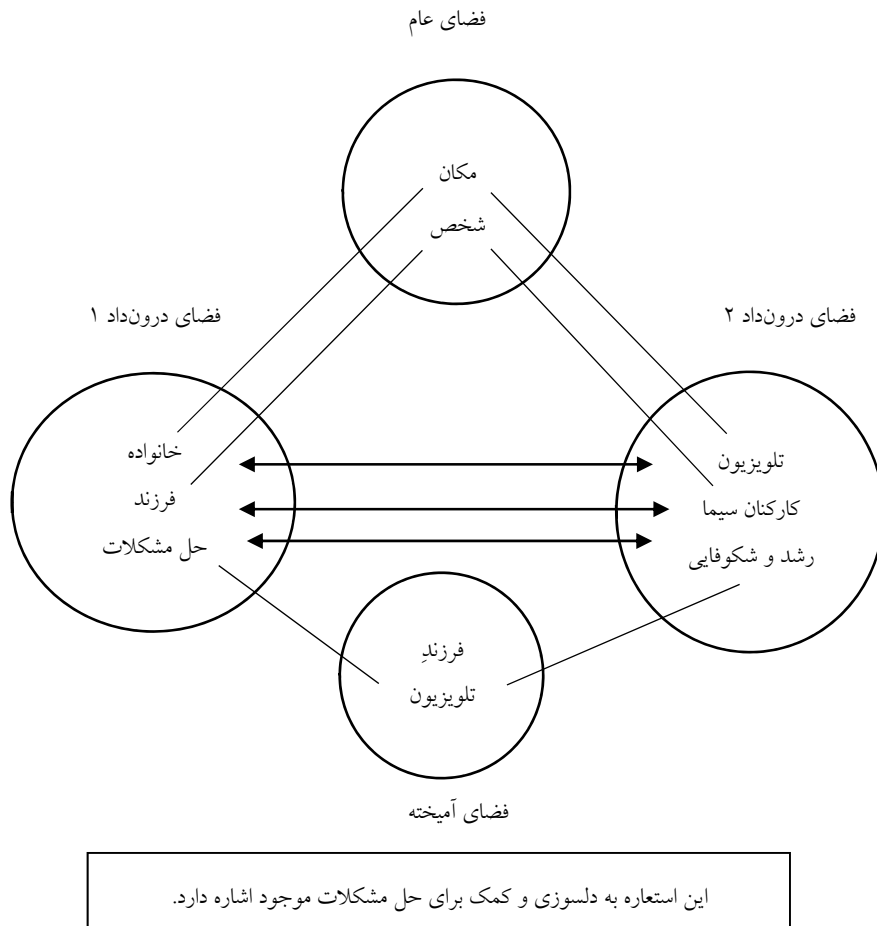 فضای عام
مکان
شخص
فضای درون‌داد ۱
فضای درون‌داد ۲
خانواده
فرزند
حل مشکلات
تلویزیون
کارکنان سیما
رشد و شکوفایی
فرزندِ
تلویزیون
فضای آمیخته
این استعاره به دلسوزی و کمک برای حل مشکلات موجود اشاره دارد.